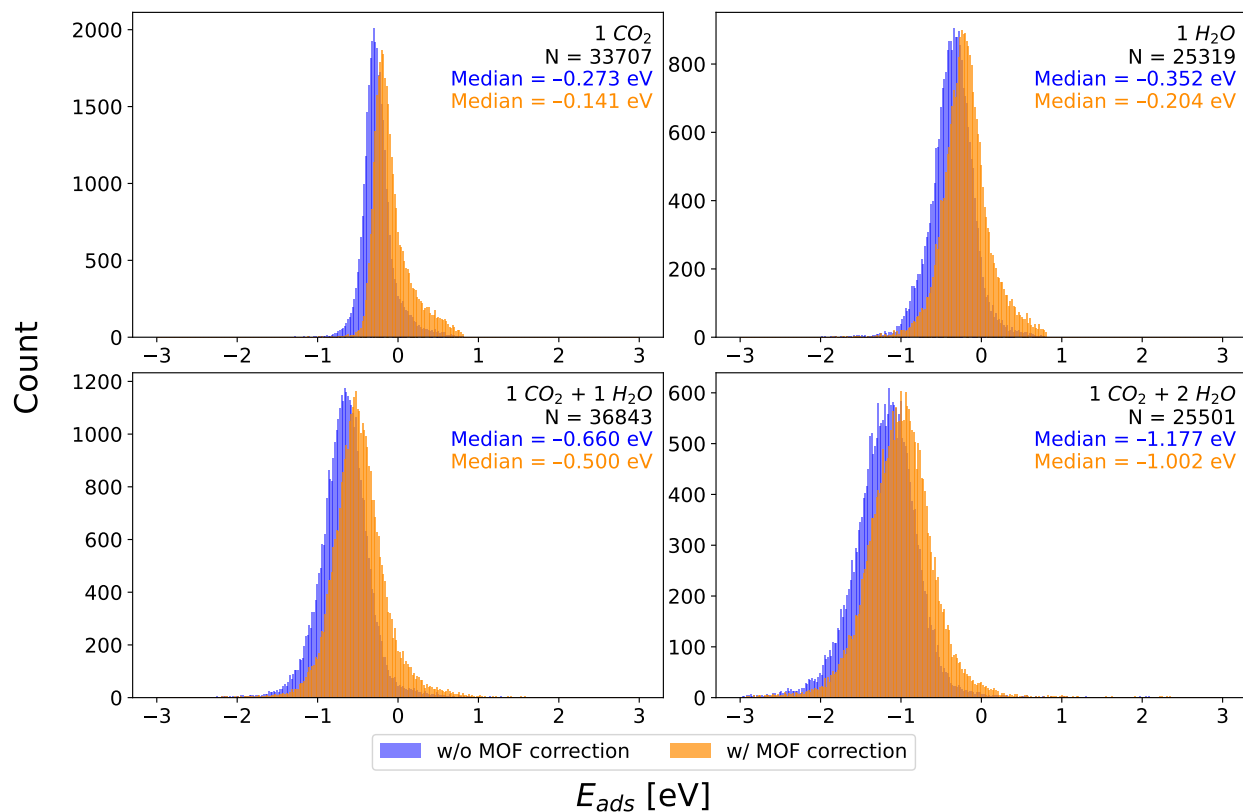 Count
2000
1500
1000
500
0
−3 −2 −1 0 1 2 3
1 CO₂
N = 33707
Median = –0.273 eV
Median = –0.141 eV
800
600
400
200
0
−3 −2 −1 0 1 2 3
1 H₂O
N = 25319
Median = –0.352 eV
Median = –0.204 eV
1200
1000
800
600
400
200
0
−3 −2 −1 0 1 2 3
1 CO₂ + 1 H₂O
N = 36843
Median = –0.660 eV
Median = –0.500 eV
600
500
400
300
200
100
0
−3 −2 −1 0 1 2 3
1 CO₂ + 2 H₂O
N = 25501
Median = –1.177 eV
Median = –1.002 eV
w/o MOF correction w/ MOF correction
E_ads [eV]